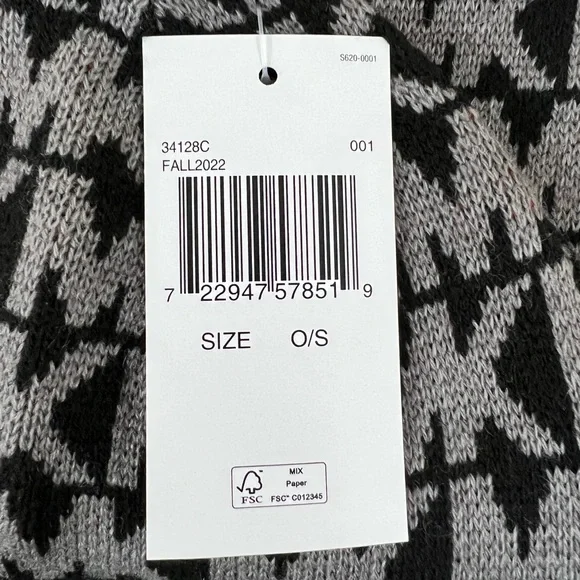 S620-0001
34128C 001
FALL2022
7 22947 57851 9
SIZE O/S
FSC
MIX
Paper
FSC™ C012345